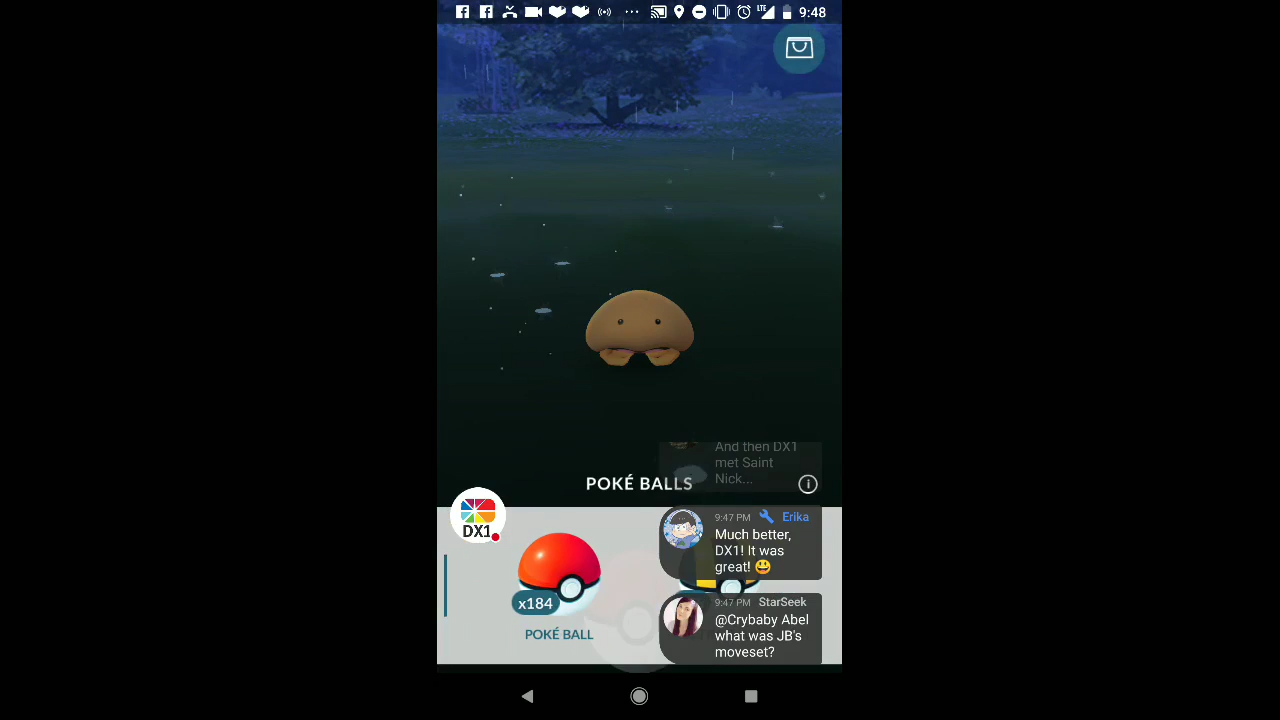 LTE
9:48
And then DX1
met Saint
Nick...
POKÉ BALLS
DX1
9:47 PM Erika
Much better,
DX1! It was
great! 😃
x184
POKÉ BALL
9:47 PM StarSeek
@Crybaby Abel
what was JB's
moveset?